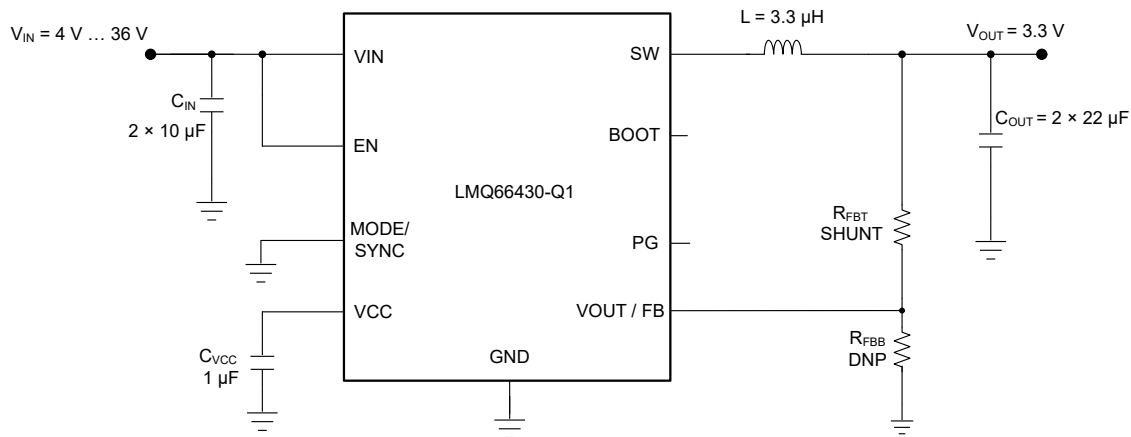 L = 3.3 µH
V_IN = 4 V … 36 V
V_OUT = 3.3 V
VIN
SW
C_IN
2 × 10 µF
C_OUT = 2 × 22 µF
EN
BOOT
LMQ66430-Q1
MODE/
SYNC
PG
R_FBT
SHUNT
VCC
VOUT / FB
C_VCC
1 µF
GND
R_FBB
DNP